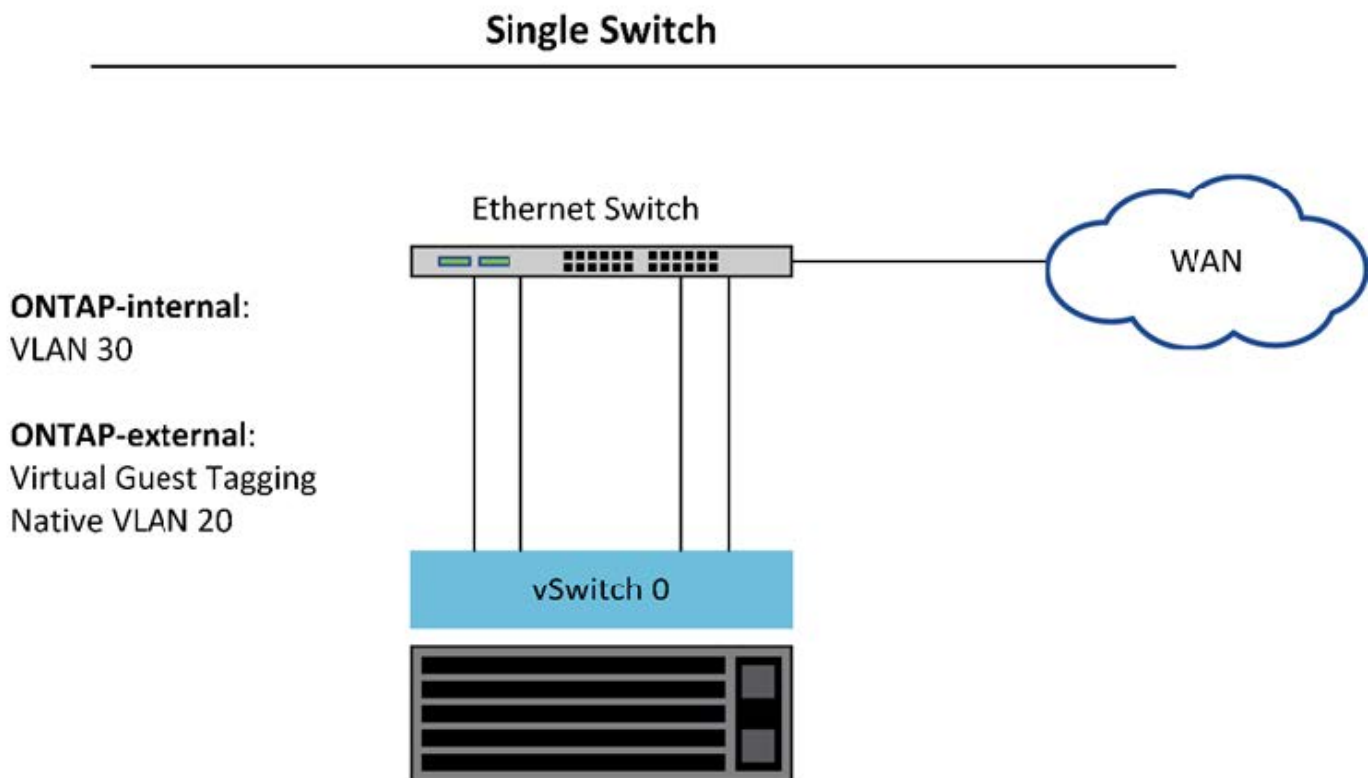 Single Switch
Ethernet Switch
WAN
ONTAP-internal:
VLAN 30
ONTAP-external:
Virtual Guest Tagging
Native VLAN 20
vSwitch 0